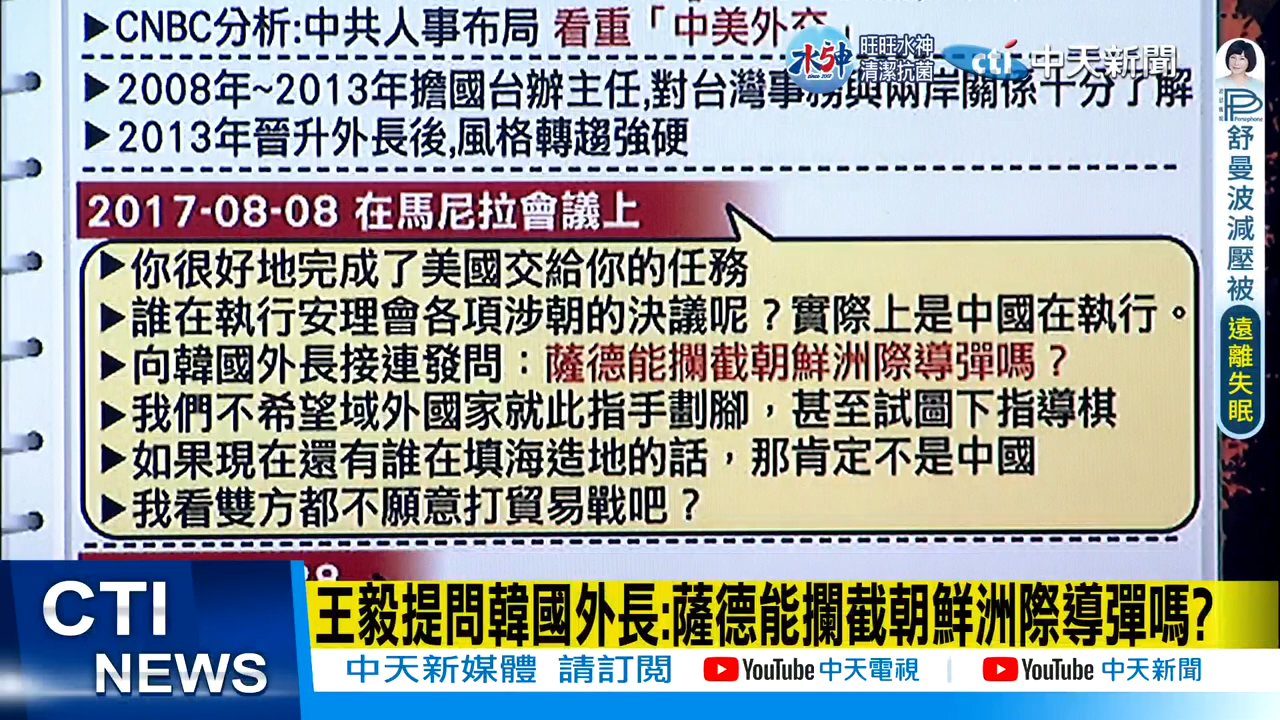 ▶CNBC分析:中共人事布局 看重「中美外交」
水神
since 2017
旺旺水神
清潔抗菌
cti 中天新聞
▶2008年~2013年擔國台辦主任,對台灣事務與兩岸關係十分了解
▶2013年晉升外長後,風格轉趨強硬
2017-08-08 在馬尼拉會議上
▶你很好地完成了美國交給你的任務
▶誰在執行安理會各項涉朝的決議呢？實際上是中國在執行。
▶向韓國外長接連發問：薩德能攔截朝鮮洲際導彈嗎？
▶我們不希望域外國家就此指手劃腳，甚至試圖下指導棋
▶如果現在還有誰在填海造地的話，那肯定不是中國
▶我看雙方都不願意打貿易戰吧？
Persephone
舒曼波減壓被
遠離失眠
CTI
NEWS
王毅提問韓國外長:薩德能攔截朝鮮洲際導彈嗎?
中天新媒體 請訂閱 YouTube 中天電視 | YouTube 中天新聞